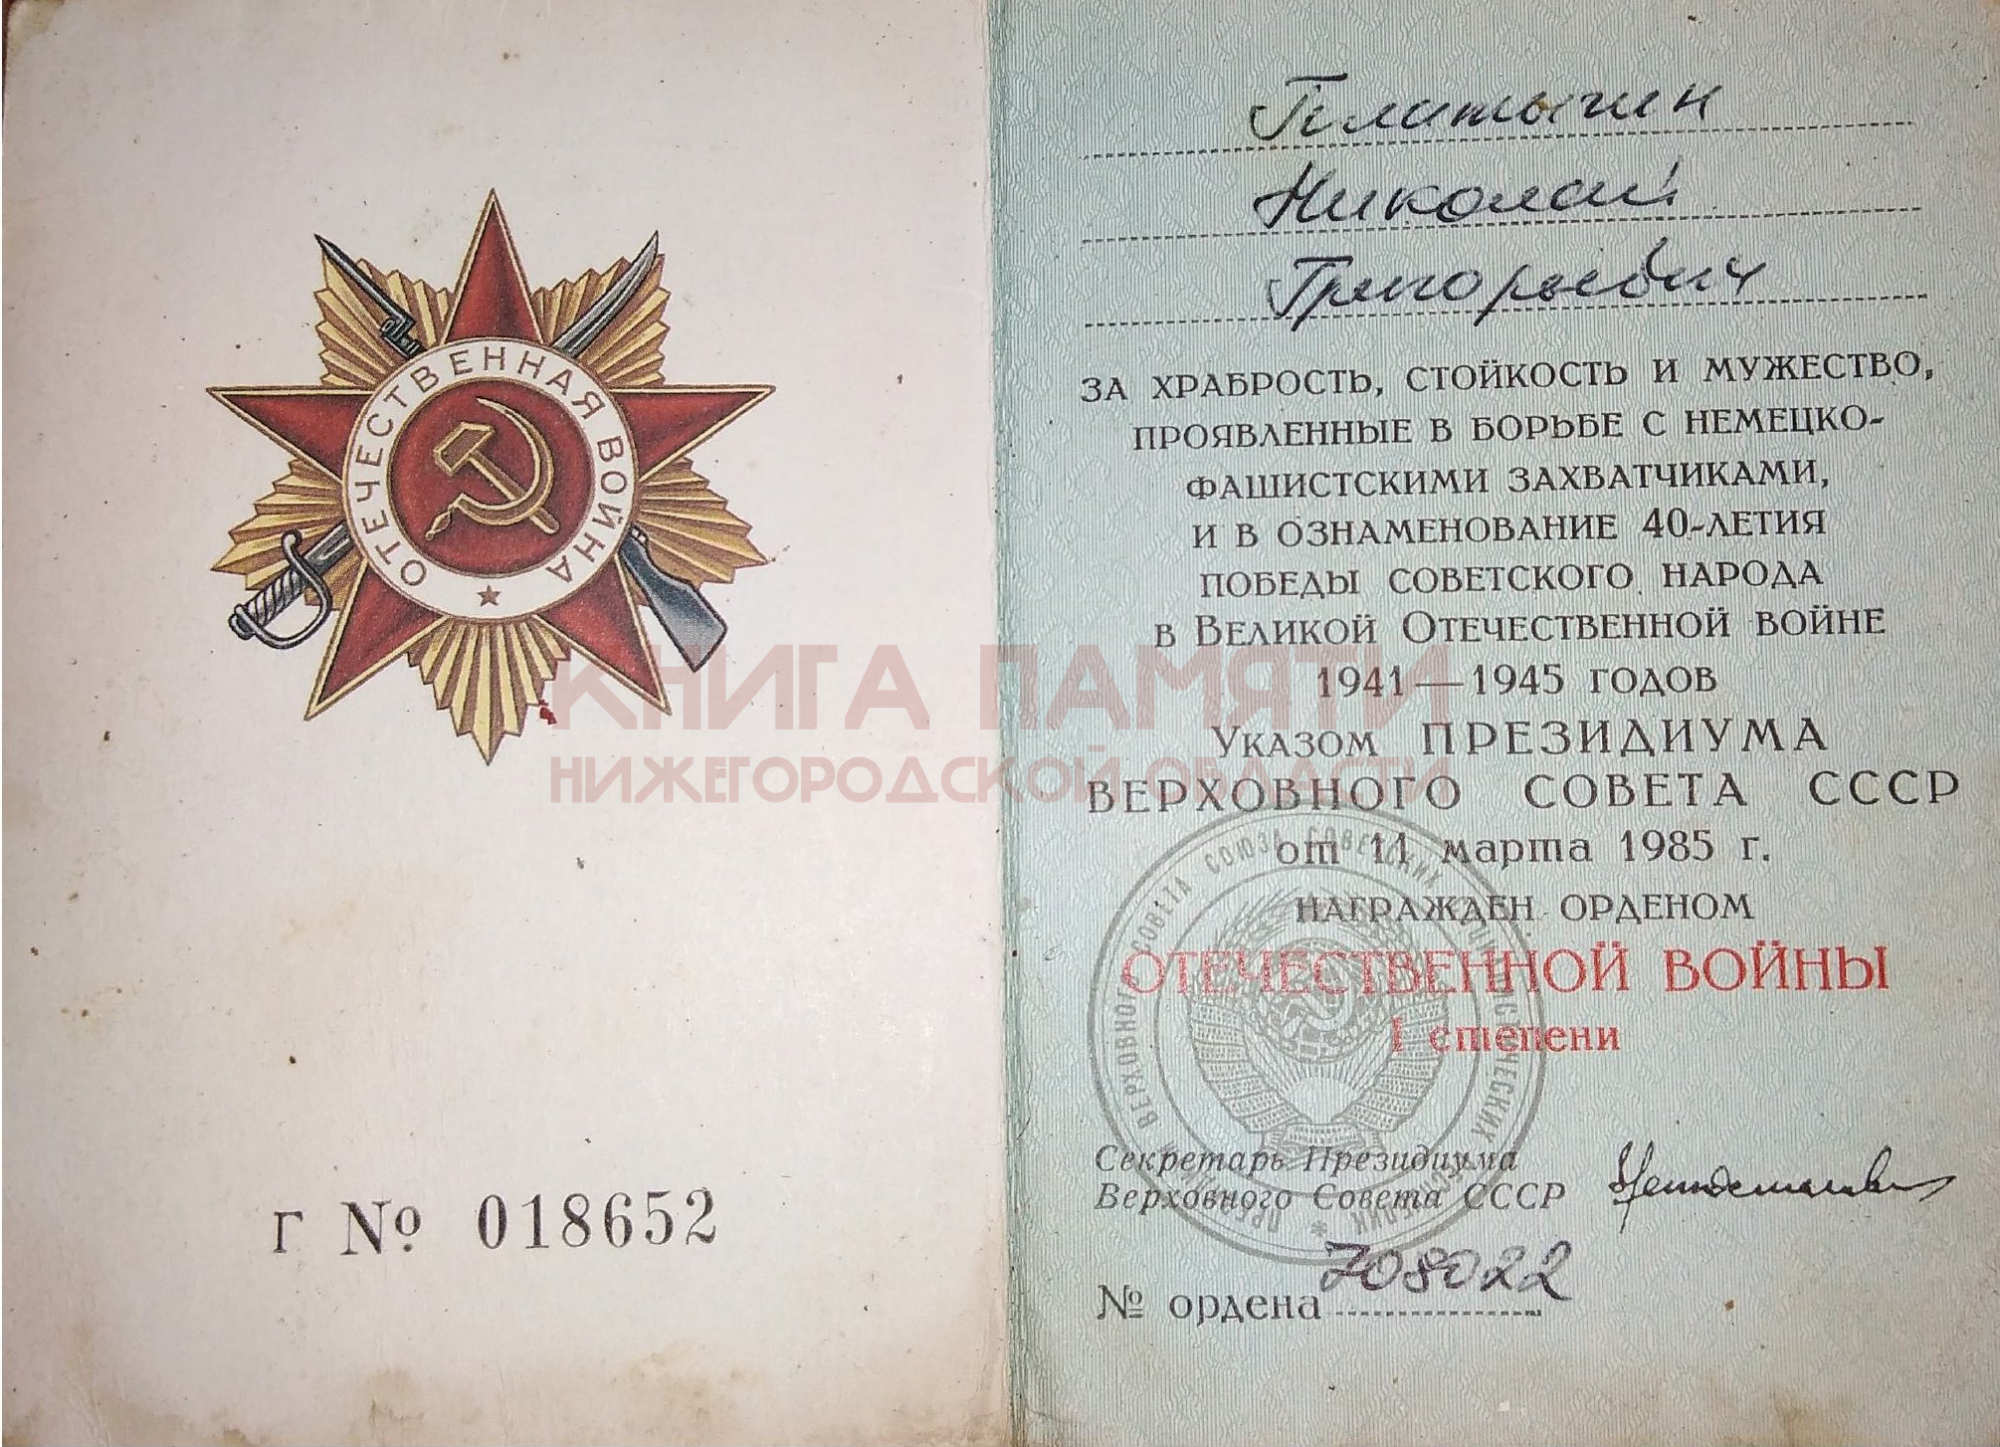 ОТЕЧЕСТВЕННАЯ ВОЙНА
Г № 018652
Николай
Григорьевич
ЗА ХРАБРОСТЬ, СТОЙКОСТЬ И МУЖЕСТВО,
ПРОЯВЛЕННЫЕ В БОРЬБЕ С НЕМЕЦКО-
ФАШИСТСКИМИ ЗАХВАТЧИКАМИ,
И В ОЗНАМЕНОВАНИЕ 40-ЛЕТИЯ
ПОБЕДЫ СОВЕТСКОГО НАРОДА
В ВЕЛИКОЙ ОТЕЧЕСТВЕННОЙ ВОЙНЕ
1941—1945 ГОДОВ
УКАЗОМ ПРЕЗИДИУМА
ВЕРХОВНОГО СОВЕТА СССР
от 11 марта 1985 г.
НАГРАЖДЕН ОРДЕНОМ
ОТЕЧЕСТВЕННОЙ ВОЙНЫ
I степени
Секретарь Президиума
Верховного Совета СССР
№ ордена 708022
КНИГА ПАМЯТИ
НИЖЕГОРОДСКОЙ ОБЛАСТИ